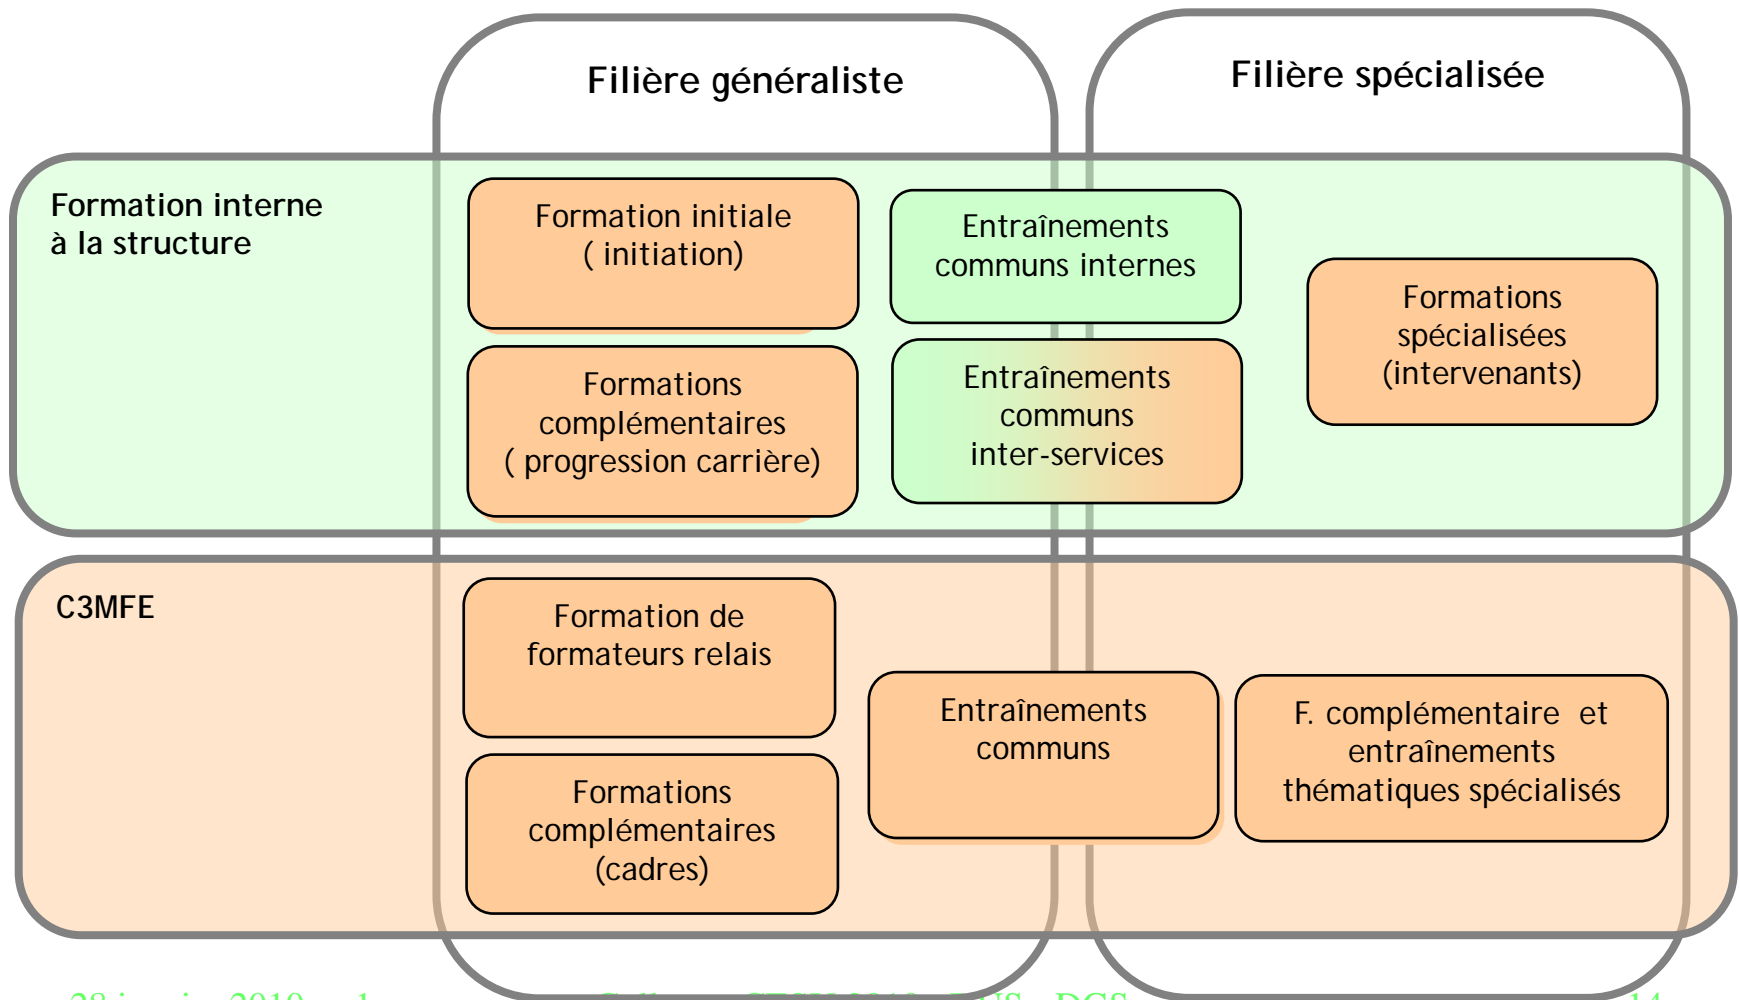 Filière généraliste
Filière spécialisée
Formation interne
à la structure
Formation initiale
( initiation)
Entraînements
communs internes
Formations
spécialisées
(intervenants)
Formations
complémentaires
( progression carrière)
Entraînements
communs
inter-services
C3MFE
Formation de
formateurs relais
Entraînements
communs
F. complémentaire et
entraînements
thématiques spécialisés
Formations
complémentaires
(cadres)